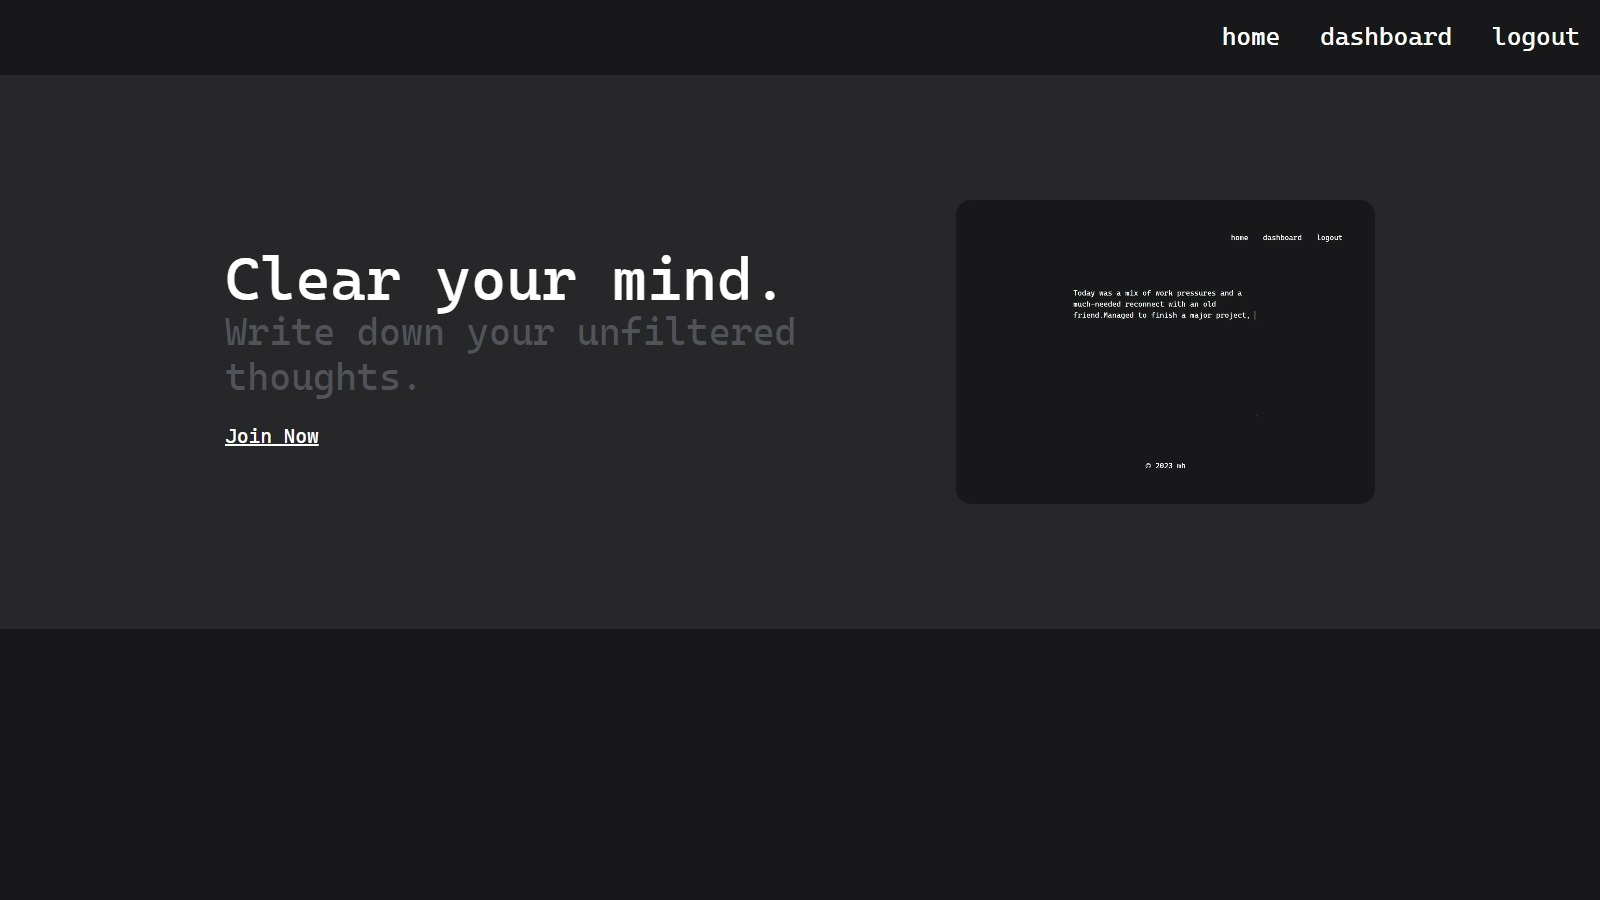 home dashboard logout
Clear your mind.
Write down your unfiltered
thoughts.
Join Now
home dashboard logout
Today was a mix of work pressures and a
much-needed reconnect with an old
friend.Managed to finish a major project,
© 2023 mh